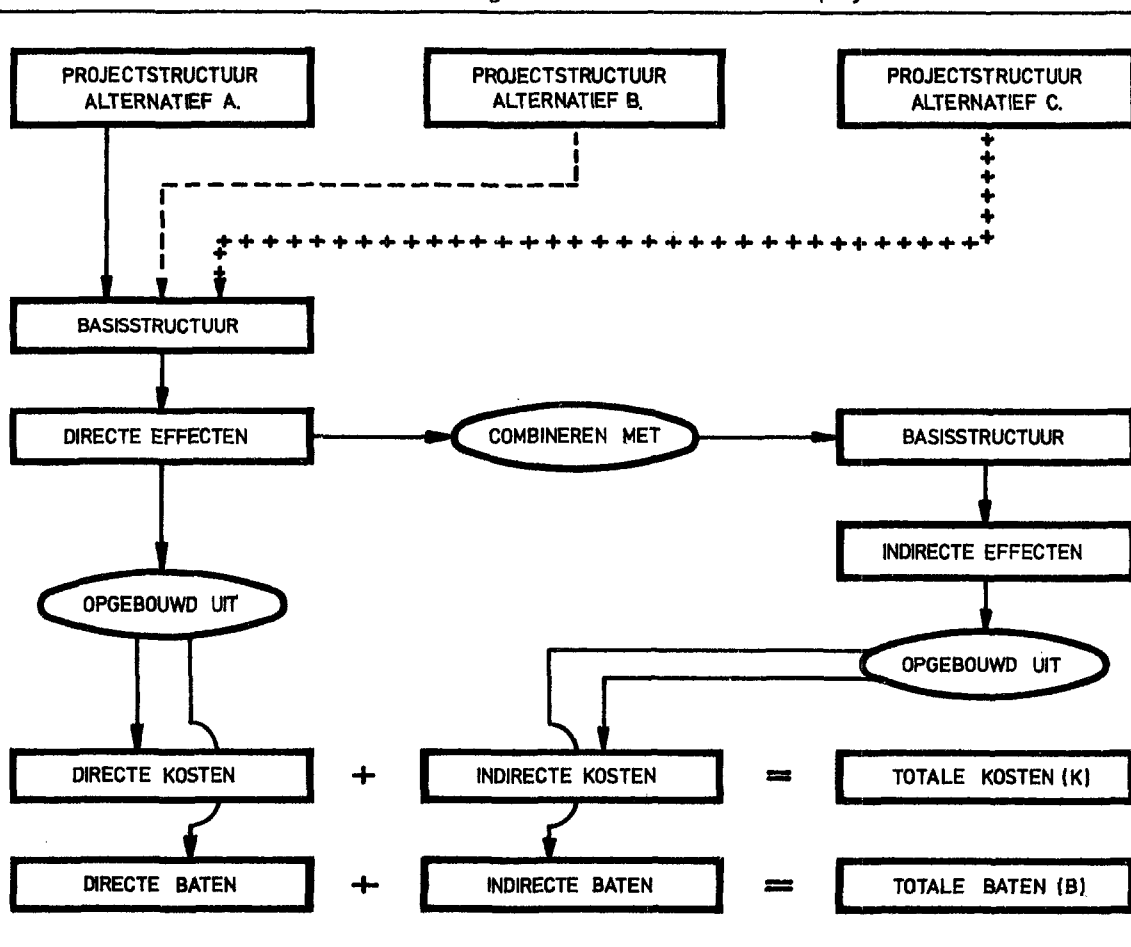 PROJECTSTRUCTUUR
ALTERNATIEF A.
PROJECTSTRUCTUUR
ALTERNATIEF B.
PROJECTSTRUCTUUR
ALTERNATIEF C.
BASISSTRUCTUUR
DIRECTE EFFECTEN
COMBINEREN MET
BASISSTRUCTUUR
INDIRECTE EFFECTEN
OPGEBOUWD UIT
OPGEBOUWD UIT
DIRECTE KOSTEN + INDIRECTE KOSTEN = TOTALE KOSTEN (K)
DIRECTE BATEN + INDIRECTE BATEN = TOTALE BATEN (B)